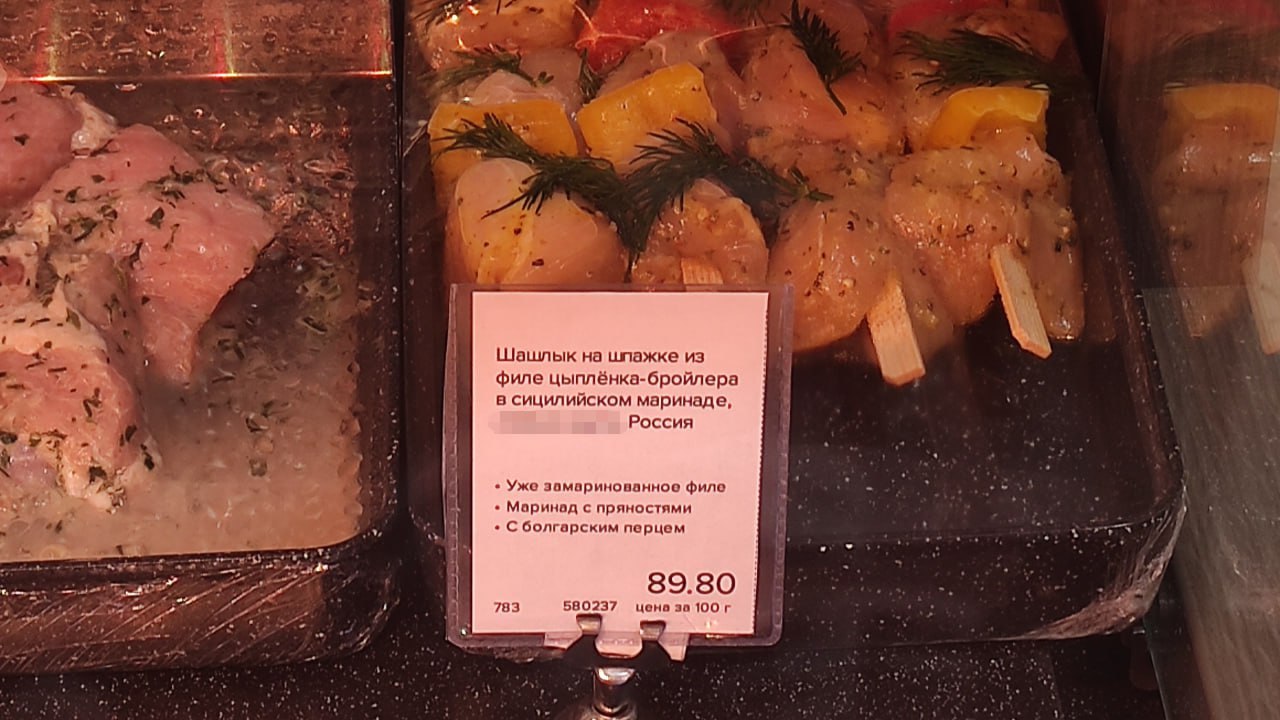 Шашлык на шпажке из
филе цыплёнка-бройлера
в сицилийском маринаде,
Россия
• Уже замаринованное филе
• Маринад с пряностями
• С болгарским перцем
89.80
783 580237 цена за 100 г